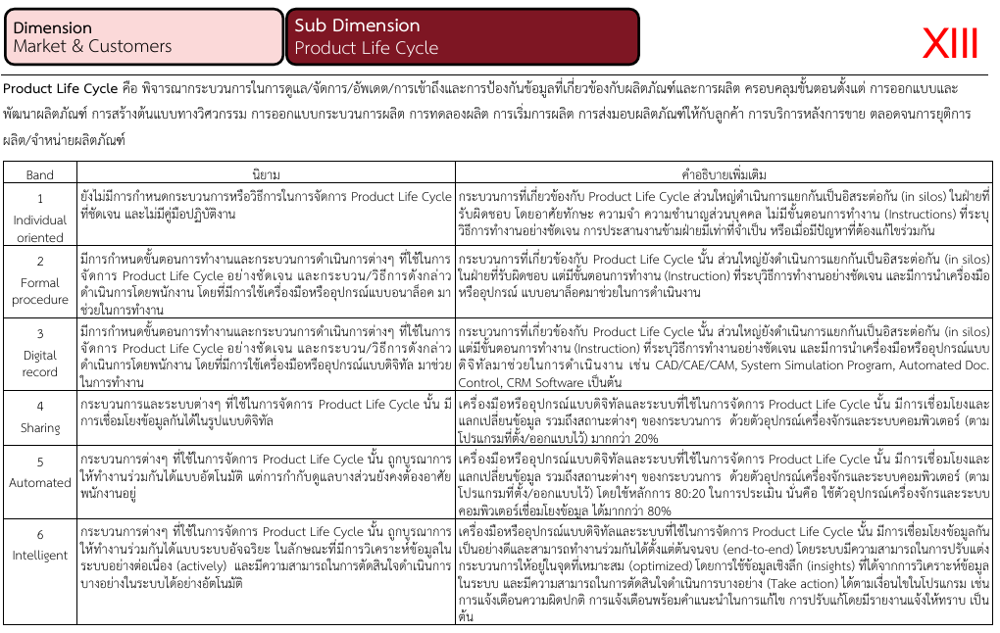 Dimension
Market & Customers
Sub Dimension
Product Life Cycle
XIII
Product Life Cycle คือ พิจารณากระบวนการในการดูแล/จัดการ/อัพเดต/การเข้าถึงและการป้องกันข้อมูลที่เกี่ยวข้องกับผลิตภัณฑ์และการผลิต ครอบคลุมขั้นตอนตั้งแต่ การออกแบบและ
พัฒนาผลิตภัณฑ์ การสร้างต้นแบบทางวิศวกรรม การออกแบบกระบวนการผลิต การทดลองผลิต การเริ่มการผลิต การส่งมอบผลิตภัณฑ์ให้กับลูกค้า การบริการหลังการขาย ตลอดจนการยุติการ
ผลิต/จำหน่ายผลิตภัณฑ์
Band
นิยาม
คำอธิบายเพิ่มเติม
1
Individual
oriented
ยังไม่มีการกำหนดกระบวนการหรือวิธีการในการจัดการ Product Life Cycle
ที่ชัดเจน และไม่มีคู่มือปฏิบัติงาน
กระบวนการที่เกี่ยวข้องกับ Product Life Cycle ส่วนใหญ่ดำเนินการแยกกันเป็นอิสระต่อกัน (in silos) ในฝ่ายที่
รับผิดชอบ โดยอาศัยทักษะ ความจำ ความชำนาญส่วนบุคคล ไม่มีขั้นตอนการทำงาน (Instructions) ที่ระบุ
วิธีการทำงานอย่างชัดเจน การประสานงานข้ามฝ่ายมีเท่าที่จำเป็น หรือเมื่อมีปัญหาที่ต้องแก้ไขร่วมกัน
2
Formal
procedure
มีการกำหนดขั้นตอนการทำงานและกระบวนการดำเนินการต่างๆ ที่ใช้ในการ
จัดการ Product Life Cycle อย่างชัดเจน และกระบวน/วิธีการดังกล่าว
ดำเนินการโดยพนักงาน โดยที่มีการใช้เครื่องมือหรืออุปกรณ์แบบอนาล็อค มา
ช่วยในการทำงาน
กระบวนการที่เกี่ยวข้องกับ Product Life Cycle นั้น ส่วนใหญ่ยังดำเนินการแยกกันเป็นอิสระต่อกัน (in silos)
ในฝ่ายที่รับผิดชอบ แต่มีขั้นตอนการทำงาน (Instruction) ที่ระบุวิธีการทำงานอย่างชัดเจน และมีการนำเครื่องมือ
หรืออุปกรณ์ แบบอนาล็อคมาช่วยในการดำเนินงาน
3
Digital
record
มีการกำหนดขั้นตอนการทำงานและกระบวนการดำเนินการต่างๆ ที่ใช้ในการ
จัดการ Product Life Cycle อย่างชัดเจน และกระบวน/วิธีการดังกล่าว
ดำเนินการโดยพนักงาน โดยที่มีการใช้เครื่องมือหรืออุปกรณ์แบบดิจิทัล มาช่วย
ในการทำงาน
กระบวนการที่เกี่ยวข้องกับ Product Life Cycle นั้น ส่วนใหญ่ยังดำเนินการแยกกันเป็นอิสระต่อกัน (in silos)
แต่มีขั้นตอนการทำงาน (Instruction) ที่ระบุวิธีการทำงานอย่างชัดเจน และมีการนำเครื่องมือหรืออุปกรณ์แบบ
ดิจิทัลมาช่วยในการดำเนินงาน เช่น CAD/CAE/CAM, System Simulation Program, Automated Doc.
Control, CRM Software เป็นต้น
4
Sharing
กระบวนการและระบบต่างๆ ที่ใช้ในการจัดการ Product Life Cycle นั้น มี
การเชื่อมโยงข้อมูลกันได้ในรูปแบบดิจิทัล
เครื่องมือหรืออุปกรณ์แบบดิจิทัลและระบบที่ใช้ในการจัดการ Product Life Cycle นั้น มีการเชื่อมโยงและ
แลกเปลี่ยนข้อมูล รวมถึงสถานะต่างๆ ของกระบวนการ ด้วยตัวอุปกรณ์เครื่องจักรและระบบคอมพิวเตอร์ (ตาม
โปรแกรมที่ตั้ง/ออกแบบไว้) มากกว่า 20%
5
Automated
กระบวนการต่างๆ ที่ใช้ในการจัดการ Product Life Cycle นั้น ถูกบูรณาการ
ให้ทำงานร่วมกันได้แบบอัตโนมัติ แต่การกำกับดูแลบางส่วนยังคงต้องอาศัย
พนักงานอยู่
เครื่องมือหรืออุปกรณ์แบบดิจิทัลและระบบที่ใช้ในการจัดการ Product Life Cycle นั้น มีการเชื่อมโยงและ
แลกเปลี่ยนข้อมูล รวมถึงสถานะต่างๆ ของกระบวนการ ด้วยตัวอุปกรณ์เครื่องจักรและระบบคอมพิวเตอร์ (ตาม
โปรแกรมที่ตั้ง/ออกแบบไว้) โดยใช้หลักการ 80:20 ในการประเมิน นั่นคือ ใช้ตัวอุปกรณ์เครื่องจักรและระบบ
คอมพิวเตอร์เชื่อมโยงข้อมูล ได้มากกว่า 80%
6
Intelligent
กระบวนการต่างๆ ที่ใช้ในการจัดการ Product Life Cycle นั้น ถูกบูรณาการ
ให้ทำงานร่วมกันได้แบบระบบอัจฉริยะ ในลักษณะที่มีการวิเคราะห์ข้อมูลใน
ระบบอย่างต่อเนื่อง (actively) และมีความสามารถในการตัดสินใจดำเนินการ
บางอย่างในระบบได้อย่างอัตโนมัติ
เครื่องมือหรืออุปกรณ์แบบดิจิทัลและระบบที่ใช้ในการจัดการ Product Life Cycle นั้น มีการเชื่อมโยงข้อมูลกัน
เป็นอย่างดีและสามารถทำงานร่วมกันได้ตั้งแต่ต้นจนจบ (end-to-end) โดยระบบมีความสามารถในการปรับแต่ง
กระบวนการให้อยู่ในจุดที่เหมาะสม (optimized) โดยการใช้ข้อมูลเชิงลึก (insights) ที่ได้จากการวิเคราะห์ข้อมูล
ในระบบ และมีความสามารถในการตัดสินใจดำเนินการบางอย่าง (Take action) ได้ตามเงื่อนไขในโปรแกรม เช่น
การแจ้งเตือนความผิดปกติ การแจ้งเตือนพร้อมคำแนะนำในการแก้ไข การปรับแก้โดยมีรายงานแจ้งให้ทราบ เป็น
ต้น